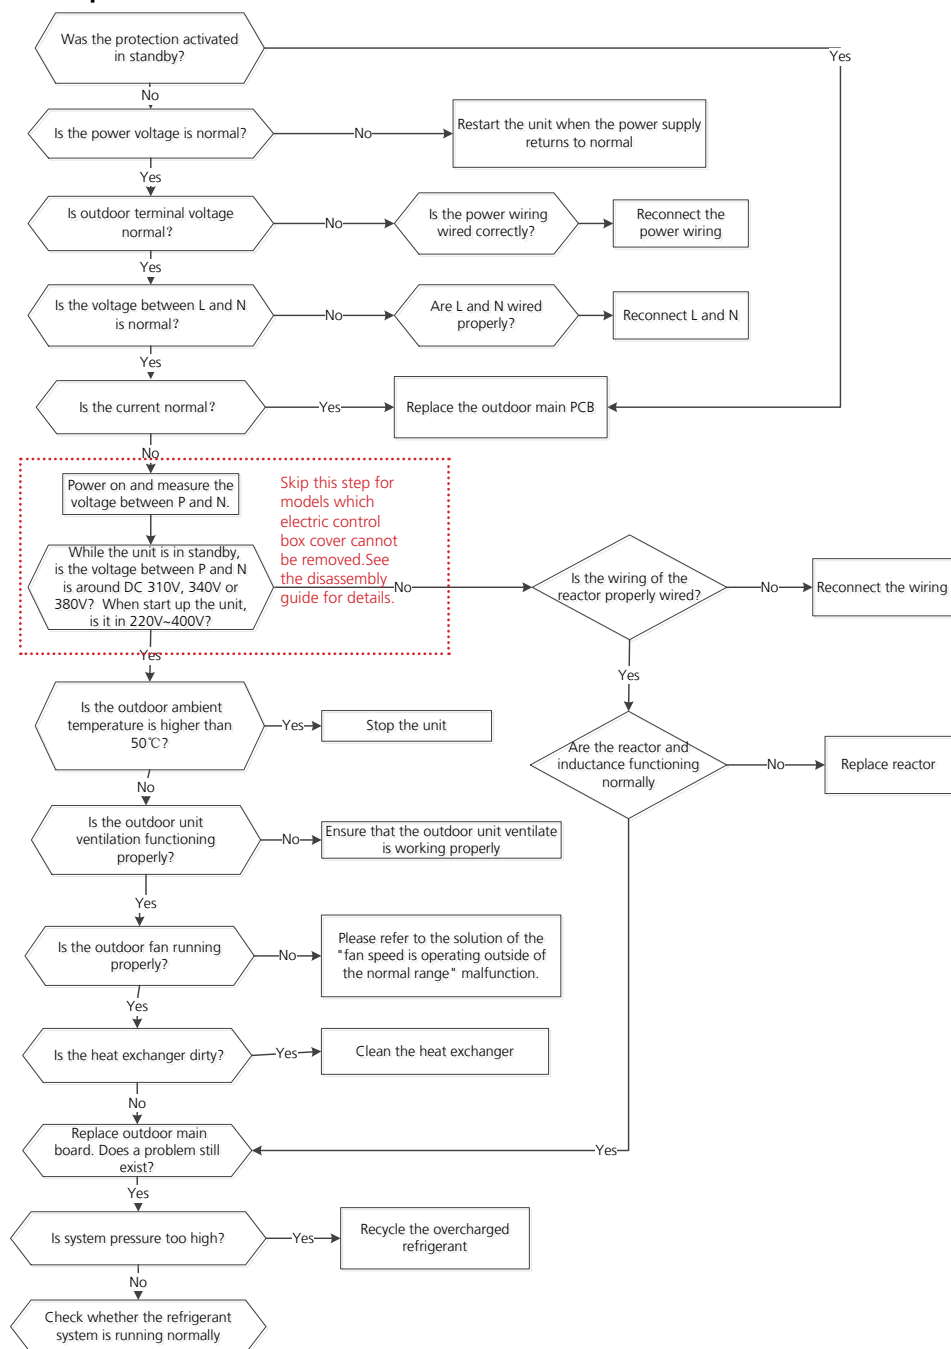 Was the protection activated
in standby?
Yes
No
Is the power voltage is normal?
No
Restart the unit when the power supply
returns to normal
Yes
Is outdoor terminal voltage
normal?
No
Is the power wiring
wired correctly?
Reconnect the
power wiring
Yes
Is the voltage between L and N
is normal?
No
Are L and N wired
properly?
Reconnect L and N
Yes
Is the current normal?
Yes
Replace the outdoor main PCB
No
Power on and measure the
voltage between P and N.
Skip this step for
models which
electric control
box cover cannot
be removed.See
the disassembly
guide for details.
While the unit is in standby,
is the voltage between P and N
is around DC 310V, 340V or
380V? When start up the unit,
is it in 220V~400V?
No
Is the wiring of the
reactor properly wired?
No
Reconnect the wiring
Yes
Yes
Is the outdoor ambient
temperature is higher than
50℃?
Yes
Stop the unit
Are the reactor and
inductance functioning
normally
No
Replace reactor
No
Is the outdoor unit
ventilation functioning
properly?
No
Ensure that the outdoor unit ventilate
is working properly
Yes
Is the outdoor fan running
properly?
No
Please refer to the solution of the
"fan speed is operating outside of
the normal range" malfunction.
Yes
Is the heat exchanger dirty?
Yes
Clean the heat exchanger
No
Replace outdoor main
board. Does a problem still
exist?
Yes
Yes
Is system pressure too high?
Yes
Recycle the overcharged
refrigerant
No
Check whether the refrigerant
system is running normally